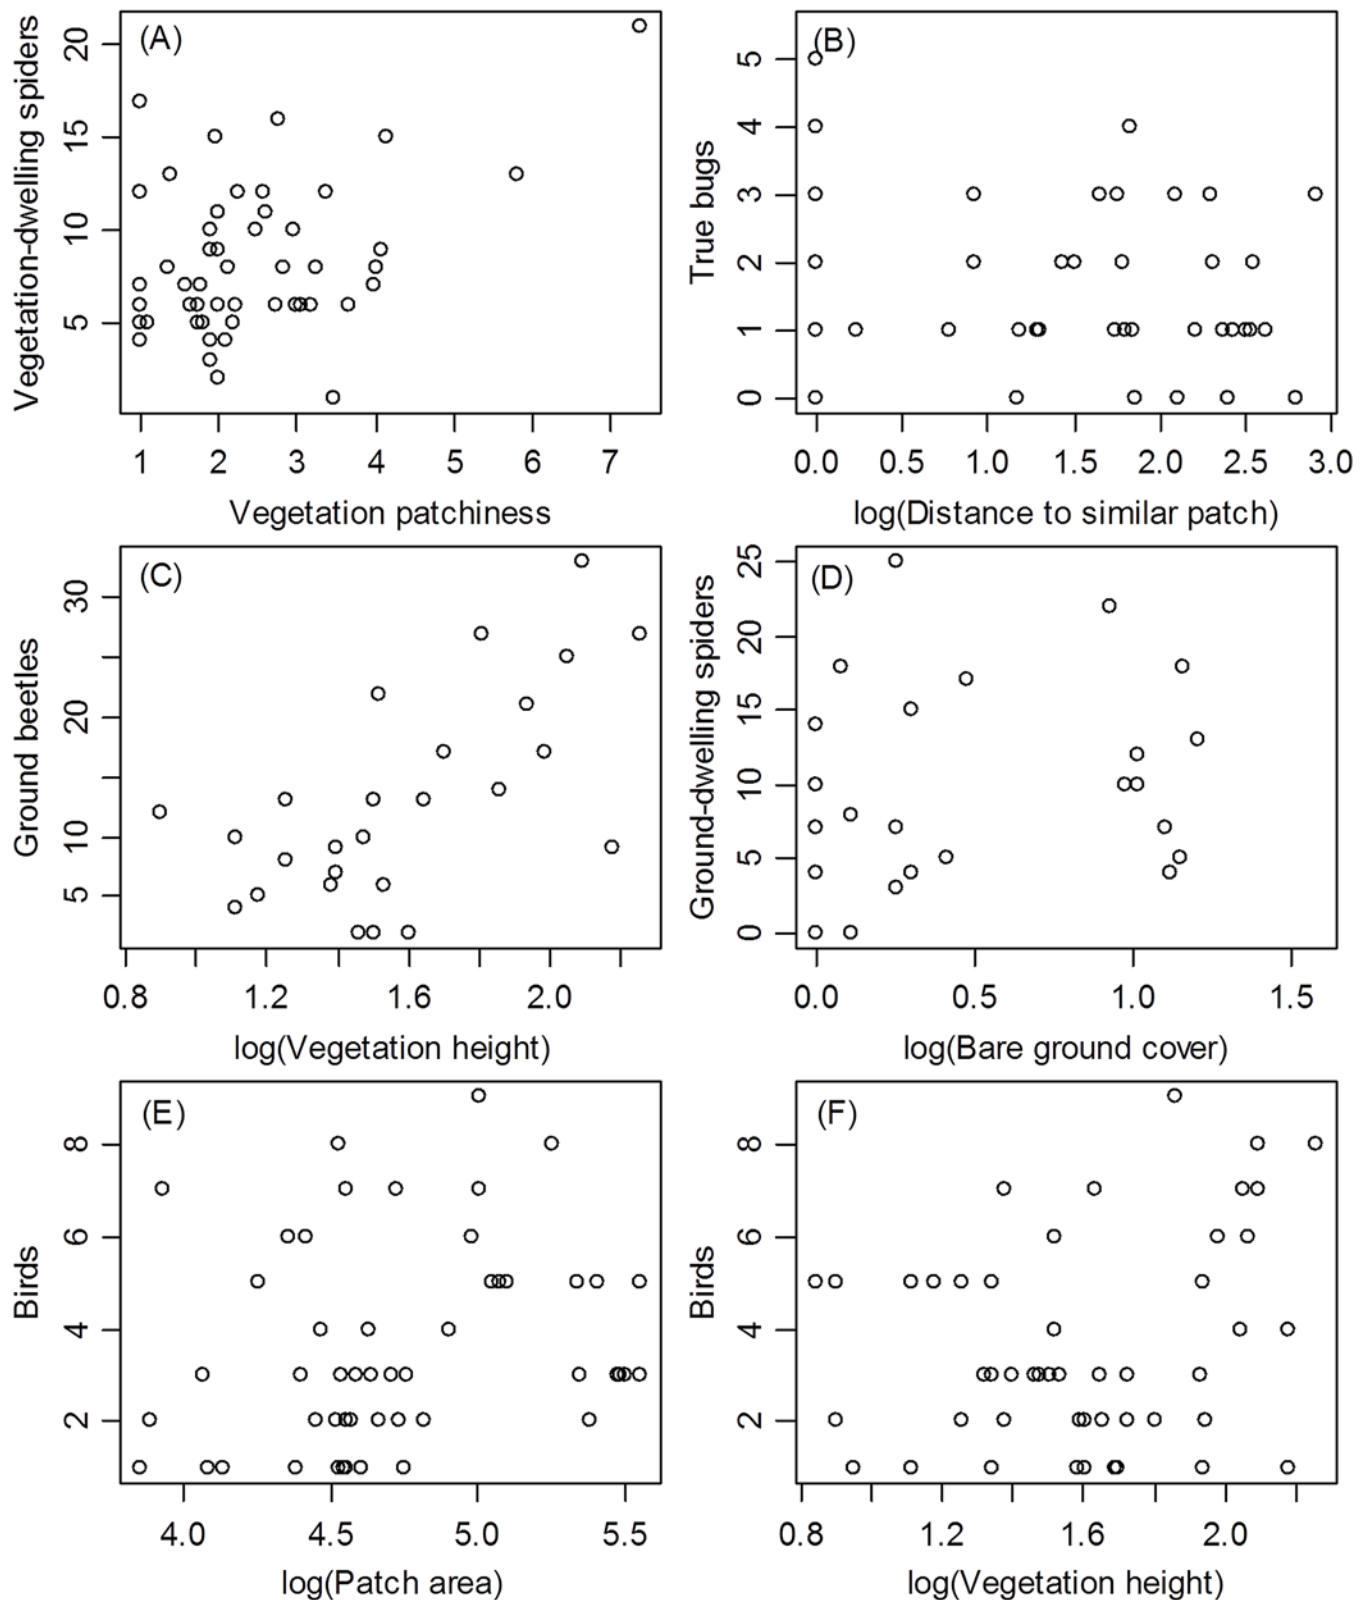 (A)
Vegetation-dwelling spiders
20
15
10
5
1 2 3 4 5 6 7
Vegetation patchiness
(B)
True bugs
5
4
3
2
1
0
0.0 0.5 1.0 1.5 2.0 2.5 3.0
log(Distance to similar patch)
(C)
Ground beetles
30
20
10
5
0.8 1.2 1.6 2.0
log(Vegetation height)
(D)
Ground-dwelling spiders
25
20
15
10
5
0
0.0 0.5 1.0 1.5
log(Bare ground cover)
(E)
Birds
8
6
4
2
4.0 4.5 5.0 5.5
log(Patch area)
(F)
Birds
8
6
4
2
0.8 1.2 1.6 2.0
log(Vegetation height)